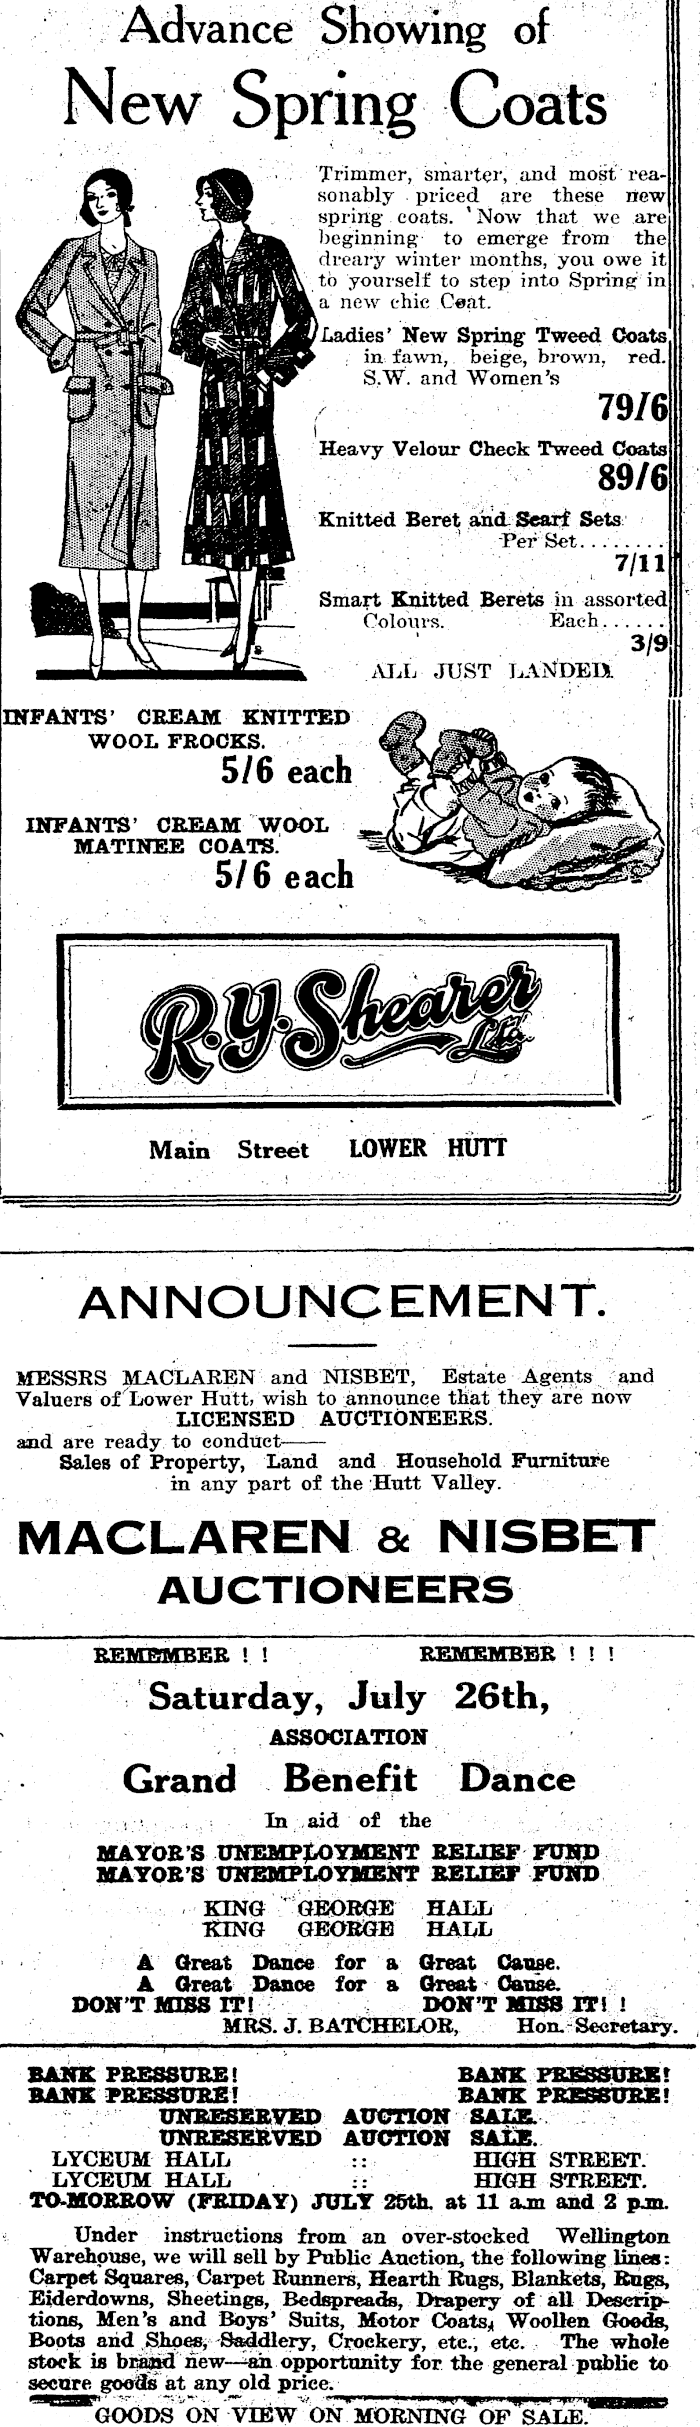 Advance Showing of
New Spring Coats
Trimmer, smarter, and most rea-
sonably priced are these new
spring coats. Now that we are
beginning to emerge from the
dreary winter months, you owe it
to yourself to step into Spring in
a new chic Coat.
Ladies' New Spring Tweed Coats
in fawn, beige, brown, red.
S.W. and Women's
79/6
Heavy Velour Check Tweed Coats
89/6
Knitted Beret and Scarf Sets
Per Set........
7/11
Smart Knitted Berets in assorted
Colours. Each......
3/9
ALL JUST LANDED.
INFANTS' CREAM KNITTED
WOOL FROCKS.
5/6 each
INFANTS' CREAM WOOL
MATINEE COATS.
5/6 each
R.Y. Shearer
Ltd.
Main Street LOWER HUTT
ANNOUNCEMENT.
MESSRS MACLAREN and NISBET, Estate Agents and
Valuers of Lower Hutt, wish to announce that they are now
LICENSED AUCTIONEERS.
and are ready to conduct——
Sales of Property, Land and Household Furniture
in any part of the Hutt Valley.
MACLAREN & NISBET
AUCTIONEERS
REMEMBER ! ! REMEMBER ! ! !
Saturday, July 26th,
ASSOCIATION
Grand Benefit Dance
In aid of the
MAYOR'S UNEMPLOYMENT RELIEF FUND
MAYOR'S UNEMPLOYMENT RELIEF FUND
KING GEORGE HALL
KING GEORGE HALL
A Great Dance for a Great Cause.
A Great Dance for a Great Cause.
DON'T MISS IT! DON'T MISS IT! !
MRS. J. BATCHELOR, Hon. Secretary.
BANK PRESSURE! BANK PRESSURE!
BANK PRESSURE! BANK PRESSURE!
UNRESERVED AUCTION SALE.
UNRESERVED AUCTION SALE.
LYCEUM HALL :: HIGH STREET.
LYCEUM HALL :: HIGH STREET.
TO-MORROW (FRIDAY) JULY 25th. at 11 a.m and 2 p.m.
Under instructions from an over-stocked Wellington
Warehouse, we will sell by Public Auction, the following lines:
Carpet Squares, Carpet Runners, Hearth Rugs, Blankets, Rugs,
Eiderdowns, Sheetings, Bedspreads, Drapery of all Descrip-
tions, Men's and Boys' Suits, Motor Coats, Woollen Goods,
Boots and Shoes, Saddlery, Crockery, etc., etc. The whole
stock is brand new—an opportunity for the general public to
secure goods at any old price.
GOODS ON VIEW ON MORNING OF SALE.